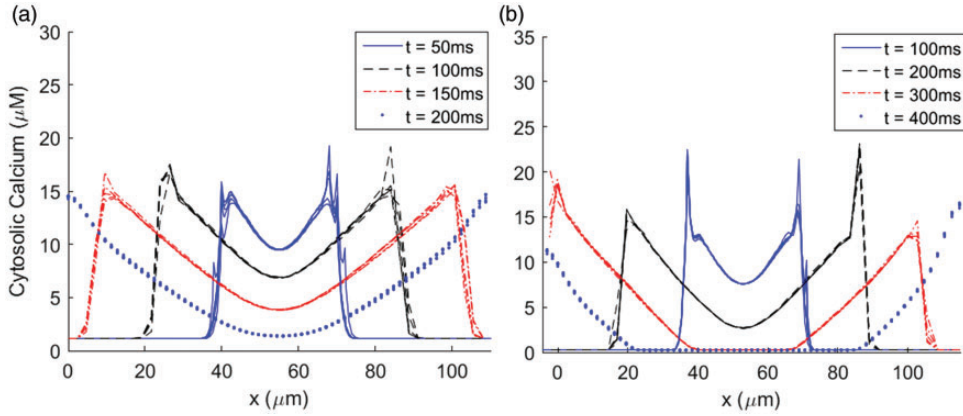 (a)
30
25
20
15
10
5
0
Cytosolic Calcium (μM)
0 20 40 60 80 100
x (μm)
t = 50ms
t = 100ms
t = 150ms
t = 200ms
(b)
35
30
25
20
15
10
5
0
0 20 40 60 80 100
x (μm)
t = 100ms
t = 200ms
t = 300ms
t = 400ms